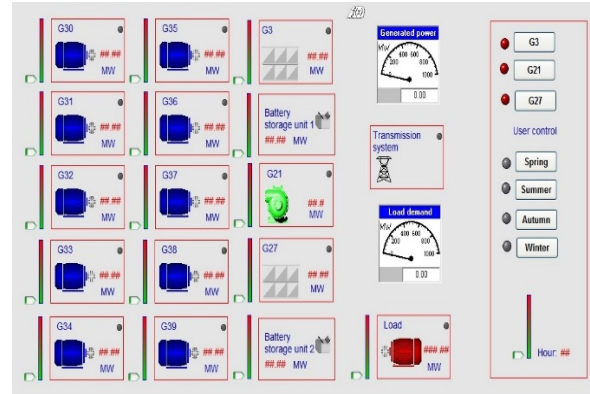 G30
##.##
MW
G35
##.##
MW
G3
##.##
MW
Generated power
MW
200
400
600
800
1000
0.00
G3
G21
G27
User control
G31
##.##
MW
G36
##.##
MW
Battery
storage unit 1
##.## MW
Transmission
system
Spring
Summer
Autumn
Winter
G32
##.##
MW
G37
##.##
MW
G21
##.#
MW
Load demand
MW
200
400
500
600
800
1000
0.00
G33
##.##
MW
G38
##.##
MW
G27
##.##
MW
G34
##.##
MW
G39
##.##
MW
Battery
storage unit 2
##.## MW
Load
###.##
MW
Hour: ##